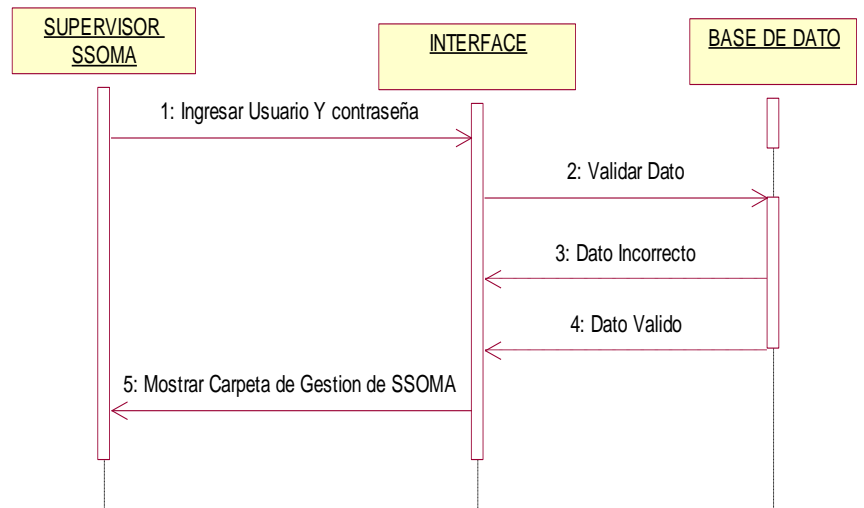 SUPERVISOR
SSOMA
INTERFACE
BASE DE DATO
1: Ingresar Usuario Y contraseña
2: Validar Dato
3: Dato Incorrecto
4: Dato Valido
5: Mostrar Carpeta de Gestion de SSOMA